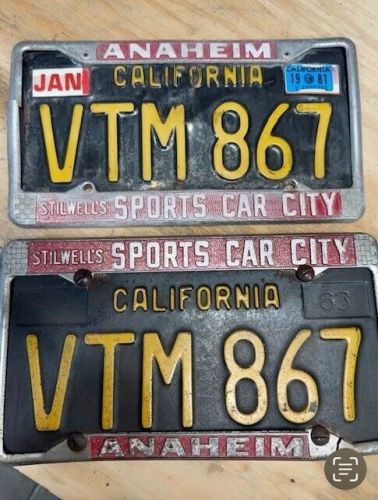 ANAHEIM
JAN CALIFORNIA CALIFORNIA 19 81
VTM 867
STILWELL'S SPORTS CAR CITY
STILWELL'S SPORTS CAR CITY
CALIFORNIA 63
VTM 867
ANAHEIM